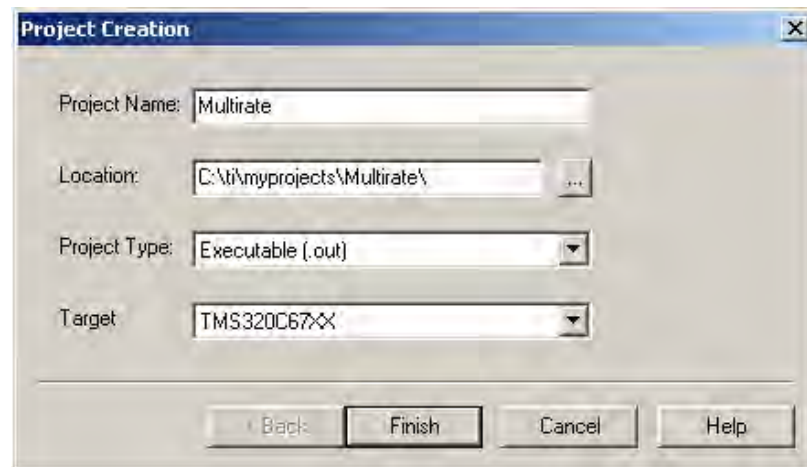 Project Creation
Project Name: Multirate
Location: C:\ti\myprojects\Multirate\ ...
Project Type: Executable (.out)
Target TMS320C67XX
< Back Finish Cancel Help